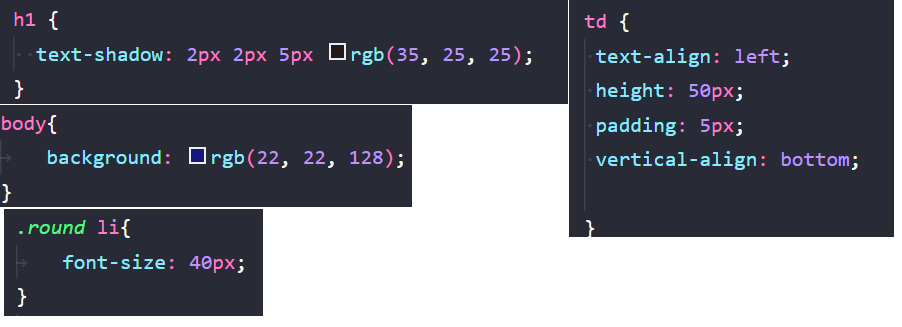 h1 {
text-shadow: 2px 2px 5px rgb(35, 25, 25);
}
body{
background: rgb(22, 22, 128);
}
.round li{
font-size: 40px;
}
td {
text-align: left;
height: 50px;
padding: 5px;
vertical-align: bottom;
}